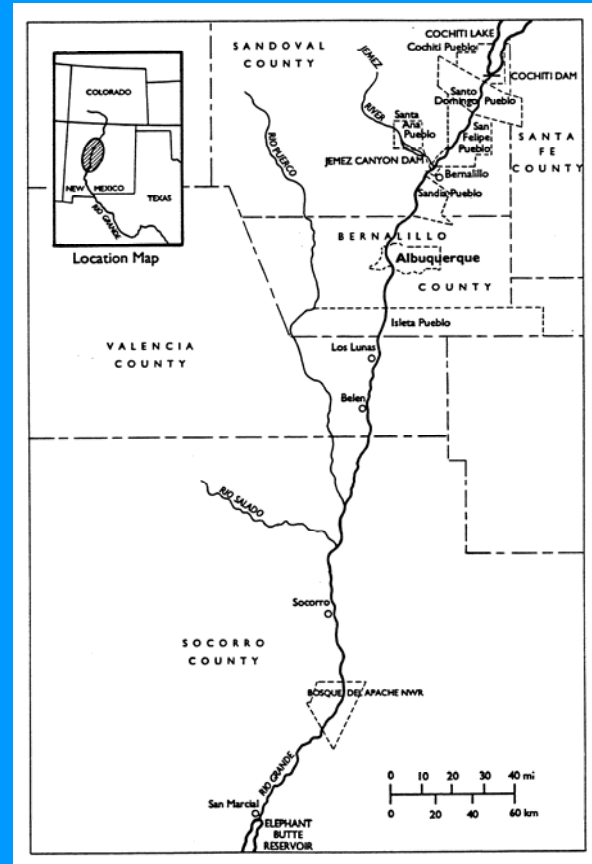 COCHITI LAKE
Cochiti Pueblo
COCHITI DAM
SANDOVAL
COUNTY
JEMEZ
RIVER
COLORADO
NEW MEXICO
TEXAS
RIO GRANDE
Location Map
RIO PUERCO
Santo
Domingo Pueblo
Santa
Aña
Pueblo
San
Felipe
Pueblo
SANTA
FE
COUNTY
JEMEZ CANYON DAM
Bernalillo
Sandia Pueblo
BERNALILLO
Albuquerque
COUNTY
Isleta Pueblo
VALENCIA
COUNTY
Los Lunas
Belen
RIO SALADO
Socorro
SOCORRO
COUNTY
BOSQUE DEL APACHE NWR
RIO GRANDE
San Marcial
ELEPHANT
BUTTE
RESERVOIR
0 10 20 30 40 mi
0 20 40 60 km